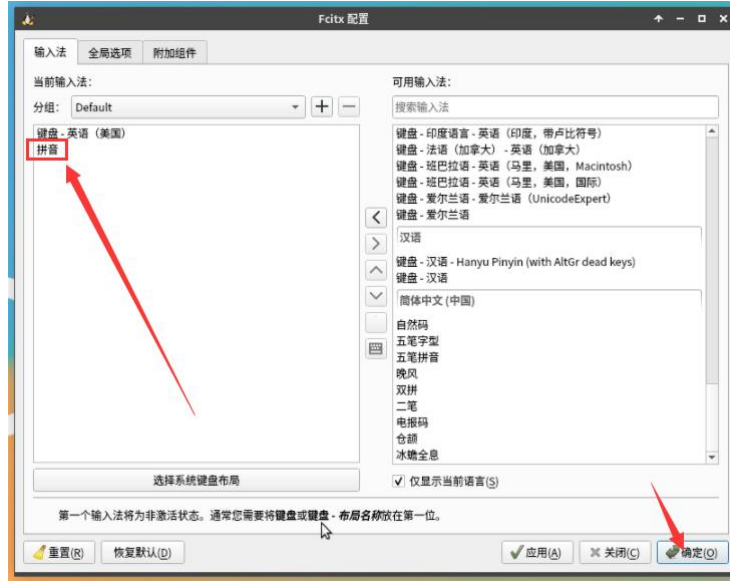 Fcitx 配置
输入法 全局选项 附加组件
当前输入法：
分组： Default
键盘 - 英语（美国）
拼音
选择系统键盘布局
可用输入法：
搜索输入法
键盘 - 印度语言 - 英语（印度，带卢比符号）
键盘 - 法语（加拿大） - 英语（加拿大）
键盘 - 班巴拉语 - 英语（马里，美国，Macintosh）
键盘 - 班巴拉语 - 英语（马里，美国，国际）
键盘 - 爱尔兰语 - 爱尔兰语（UnicodeExpert）
键盘 - 爱尔兰语
汉语
键盘 - 汉语 - Hanyu Pinyin (with AltGr dead keys)
键盘 - 汉语
简体中文 (中国)
自然码
五笔字型
五笔拼音
晚风
双拼
二笔
电报码
仓颉
冰蟾全息
仅显示当前语言(S)
第一个输入法将为非激活状态。通常您需要将键盘或键盘 - 布局名称放在第一位。
重置(R) 恢复默认(D) 应用(A) 关闭(C) 确定(O)